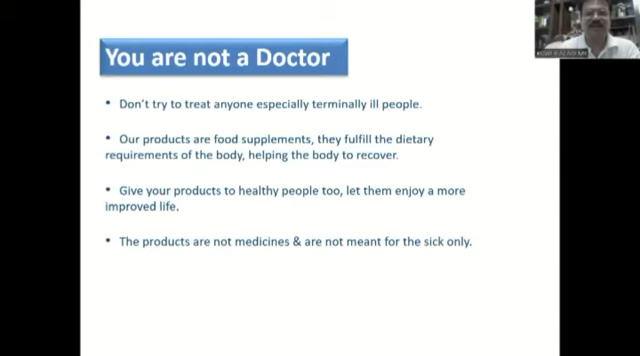 You are not a Doctor
• Don't try to treat anyone especially terminally ill people.
• Our products are food supplements, they fulfill the dietary
requirements of the body, helping the body to recover.
• Give your products to healthy people too, let them enjoy a more
improved life.
• The products are not medicines & are not meant for the sick only.